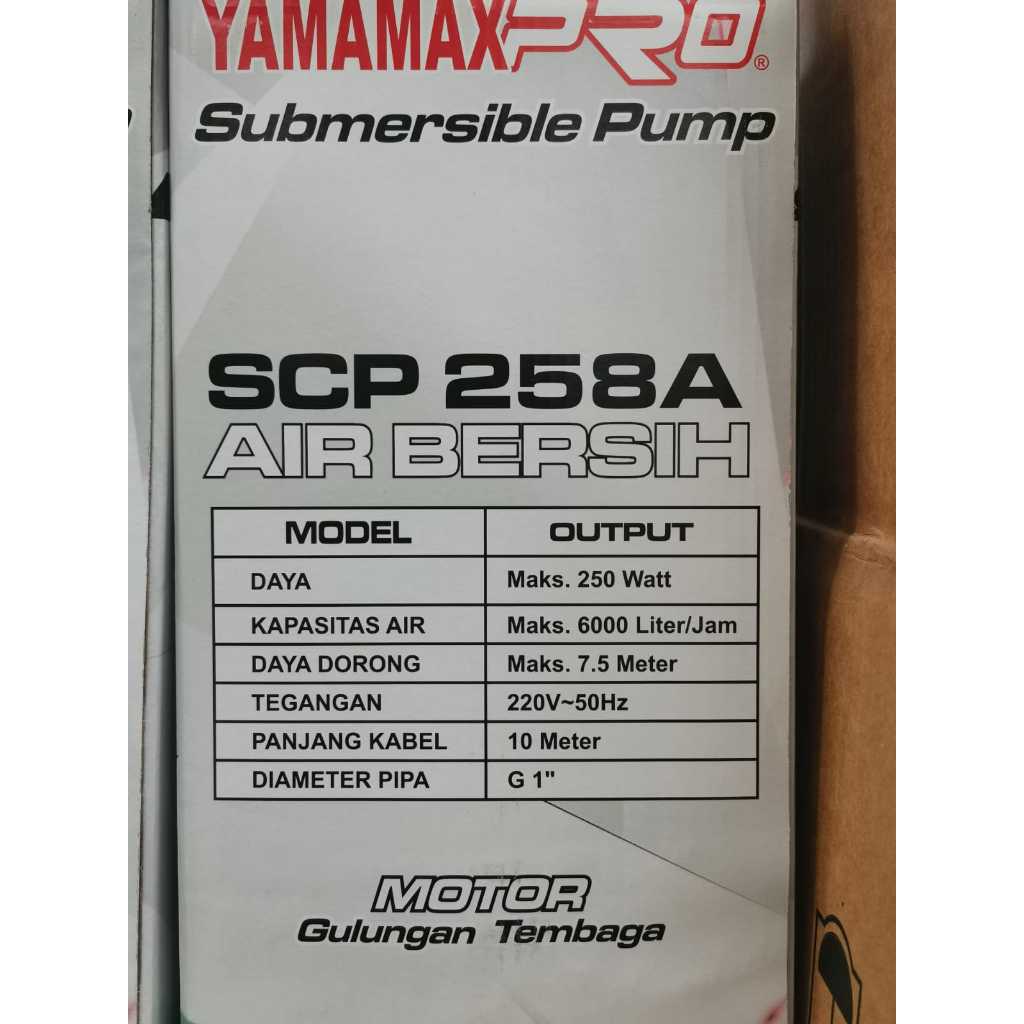 YAMAMAXPRO®
Submersible Pump
SCP 258A
AIR BERSIH
MODEL OUTPUT
DAYA Maks. 250 Watt
KAPASITAS AIR Maks. 6000 Liter/Jam
DAYA DORONG Maks. 7.5 Meter
TEGANGAN 220V~50Hz
PANJANG KABEL 10 Meter
DIAMETER PIPA G 1"
MOTOR
Gulungan Tembaga